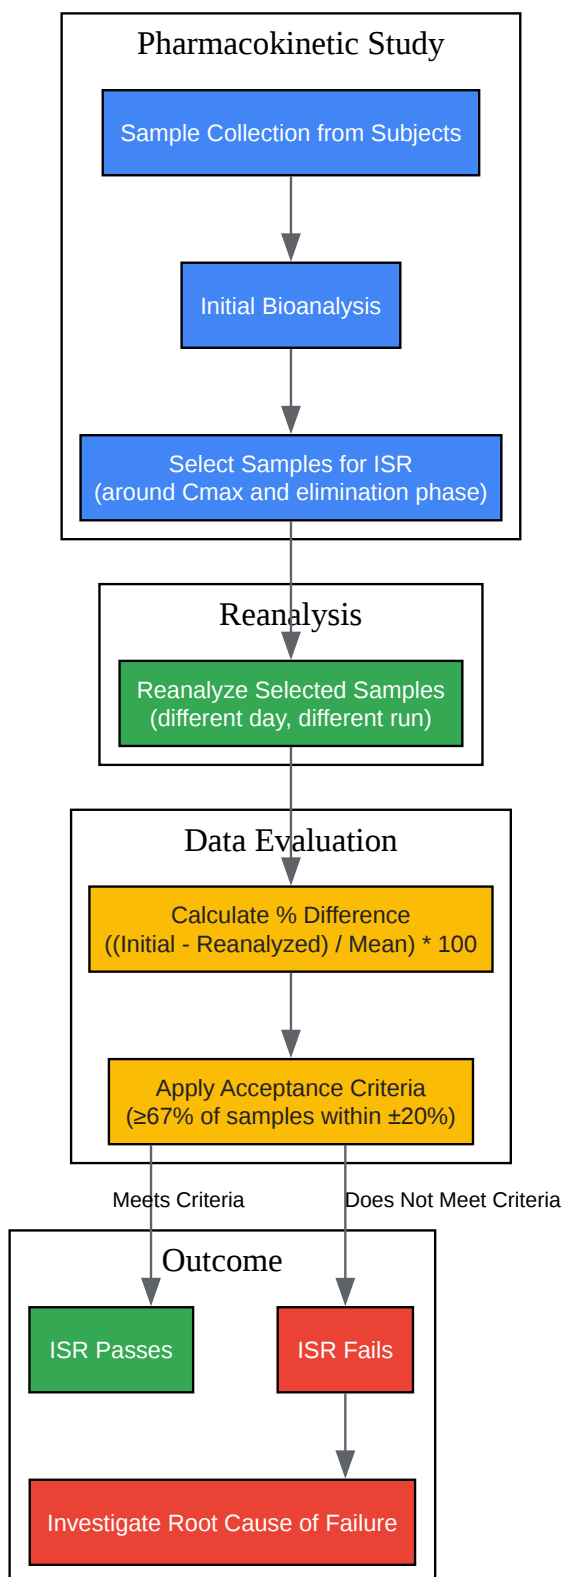 Pharmacokinetic Study
Sample Collection from Subjects
Initial Bioanalysis
Select Samples for ISR
(around Cmax and elimination phase)
Reanalysis
Reanalyze Selected Samples
(different day, different run)
Data Evaluation
Calculate % Difference
((Initial - Reanalyzed) / Mean) * 100
Apply Acceptance Criteria
(≥67% of samples within ±20%)
Meets Criteria
Does Not Meet Criteria
Outcome
ISR Passes
ISR Fails
Investigate Root Cause of Failure